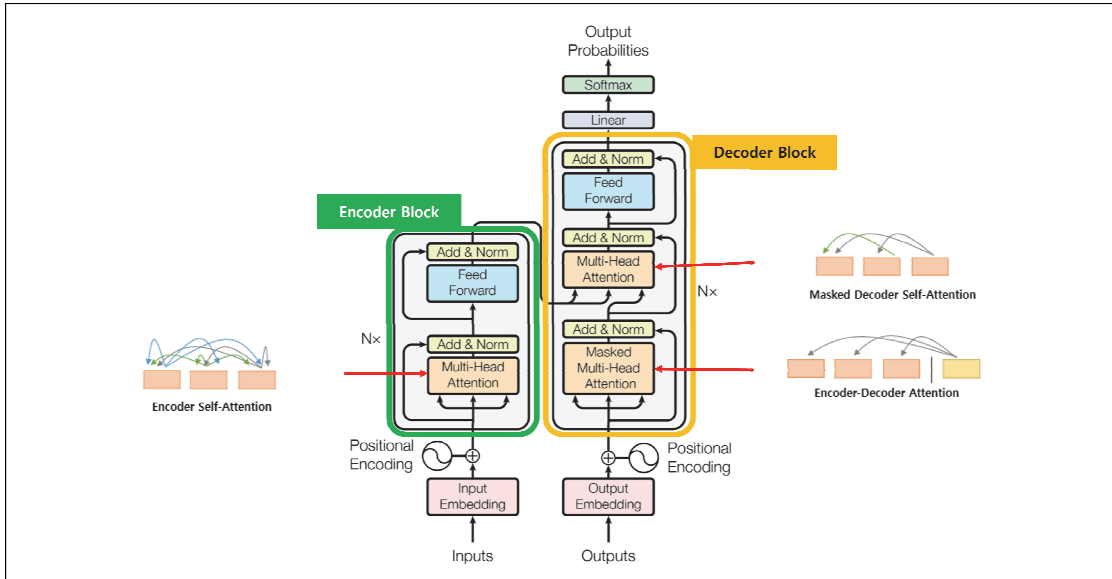 Output
Probabilities
Softmax
Linear
Decoder Block
Add & Norm
Feed
Forward
Add & Norm
Multi-Head
Attention
N×
Add & Norm
Masked
Multi-Head
Attention
Encoder Block
Add & Norm
Feed
Forward
N×
Add & Norm
Multi-Head
Attention
Masked Decoder Self-Attention
Encoder-Decoder Attention
Encoder Self-Attention
Positional
Encoding
Positional
Encoding
Input
Embedding
Output
Embedding
Inputs
Outputs